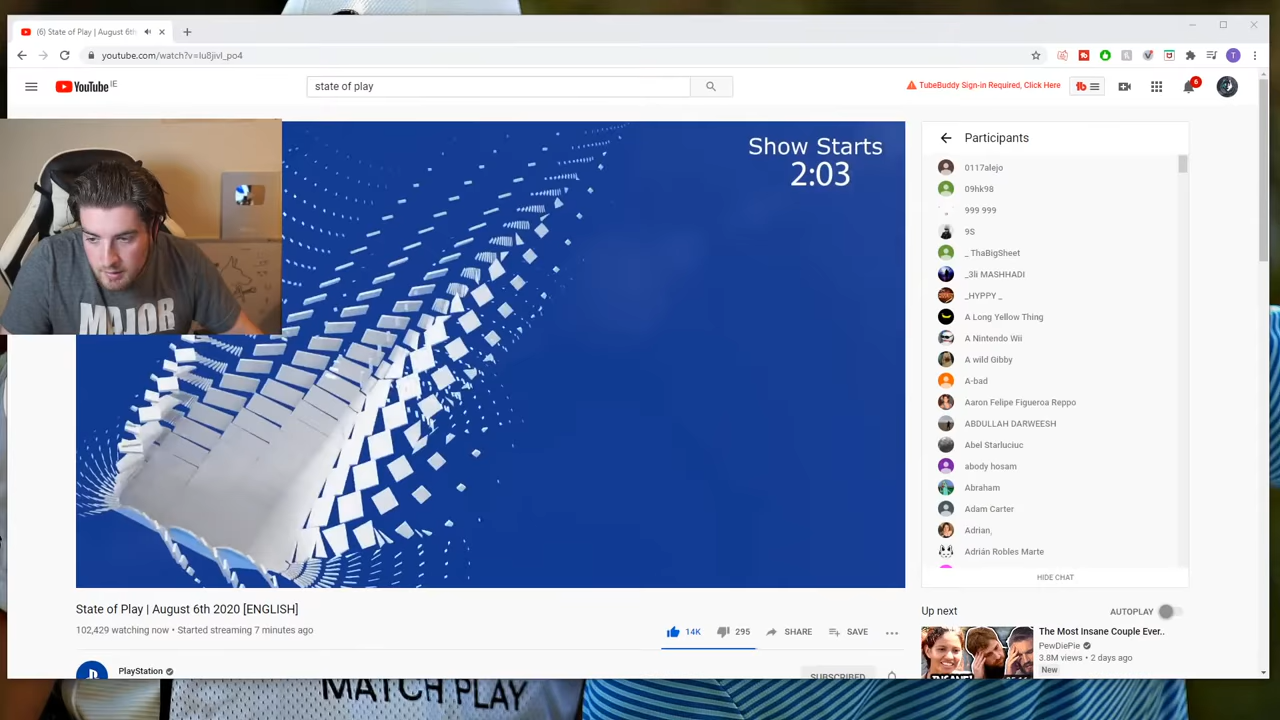 (6) State of Play | August 6th
youtube.com/watch?v=Iu8jivl_po4
YouTube IE
state of play
TubeBuddy Sign-in Required, Click Here
6
T
Show Starts
2:03
MAJOR
Participants
0117alejo
09hk98
999 999
9S
_ ThaBigSheet
_3li MASHHADI
_HYPPY _
A Long Yellow Thing
A Nintendo Wii
A wild Gibby
A-bad
Aaron Felipe Figueroa Reppo
ABDULLAH DARWEESH
Abel Starluciuc
abody hosam
Abraham
Adam Carter
Adrian,
Adrián Robles Marte
HIDE CHAT
State of Play | August 6th 2020 [ENGLISH]
102,429 watching now • Started streaming 7 minutes ago
14K
295
SHARE
SAVE
PlayStation
SUBSCRIBED
Up next
AUTOPLAY
The Most Insane Couple Ever..
PewDiePie
3.8M views • 2 days ago
New
MATCH PLAY